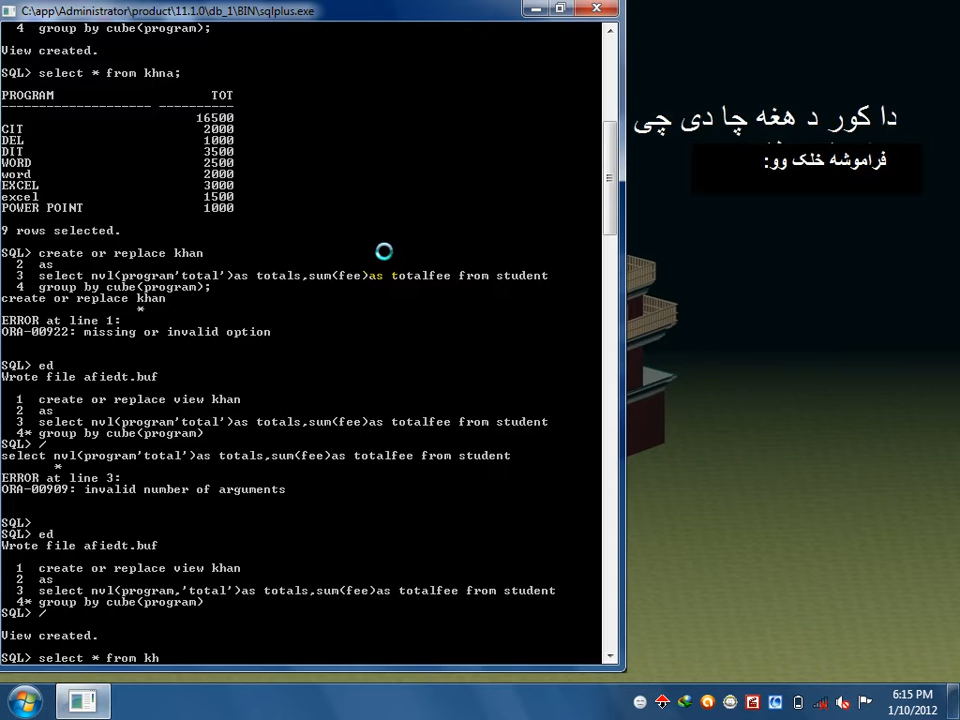 C:\app\Administrator\product\11.1.0\db_1\BIN\sqlplus.exe
4 group by cube(program);
View created.
SQL> select * from khna;
PROGRAM TOT
-------------------- ----------
16500
CIT 2000
DEL 1000
DIT 3500
WORD 2500
word 2000
EXCEL 3000
excel 1500
POWER POINT 1000
9 rows selected.
SQL> create or replace khan
2 as
3 select nvl(program'total')as totals,sum(fee)as totalfee from student
4 group by cube(program);
create or replace khan
*
ERROR at line 1:
ORA-00922: missing or invalid option
SQL> ed
Wrote file afiedt.buf
1 create or replace view khan
2 as
3 select nvl(program'total')as totals,sum(fee)as totalfee from student
4* group by cube(program)
SQL> /
select nvl(program'total')as totals,sum(fee)as totalfee from student
*
ERROR at line 3:
ORA-00909: invalid number of arguments
SQL>
SQL> ed
Wrote file afiedt.buf
1 create or replace view khan
2 as
3 select nvl(program,'total')as totals,sum(fee)as totalfee from student
4* group by cube(program)
SQL> /
View created.
SQL> select * from kh
دا کور د هغه چا دی چی
فراموشه خلک وو:
6:15 PM
1/10/2012